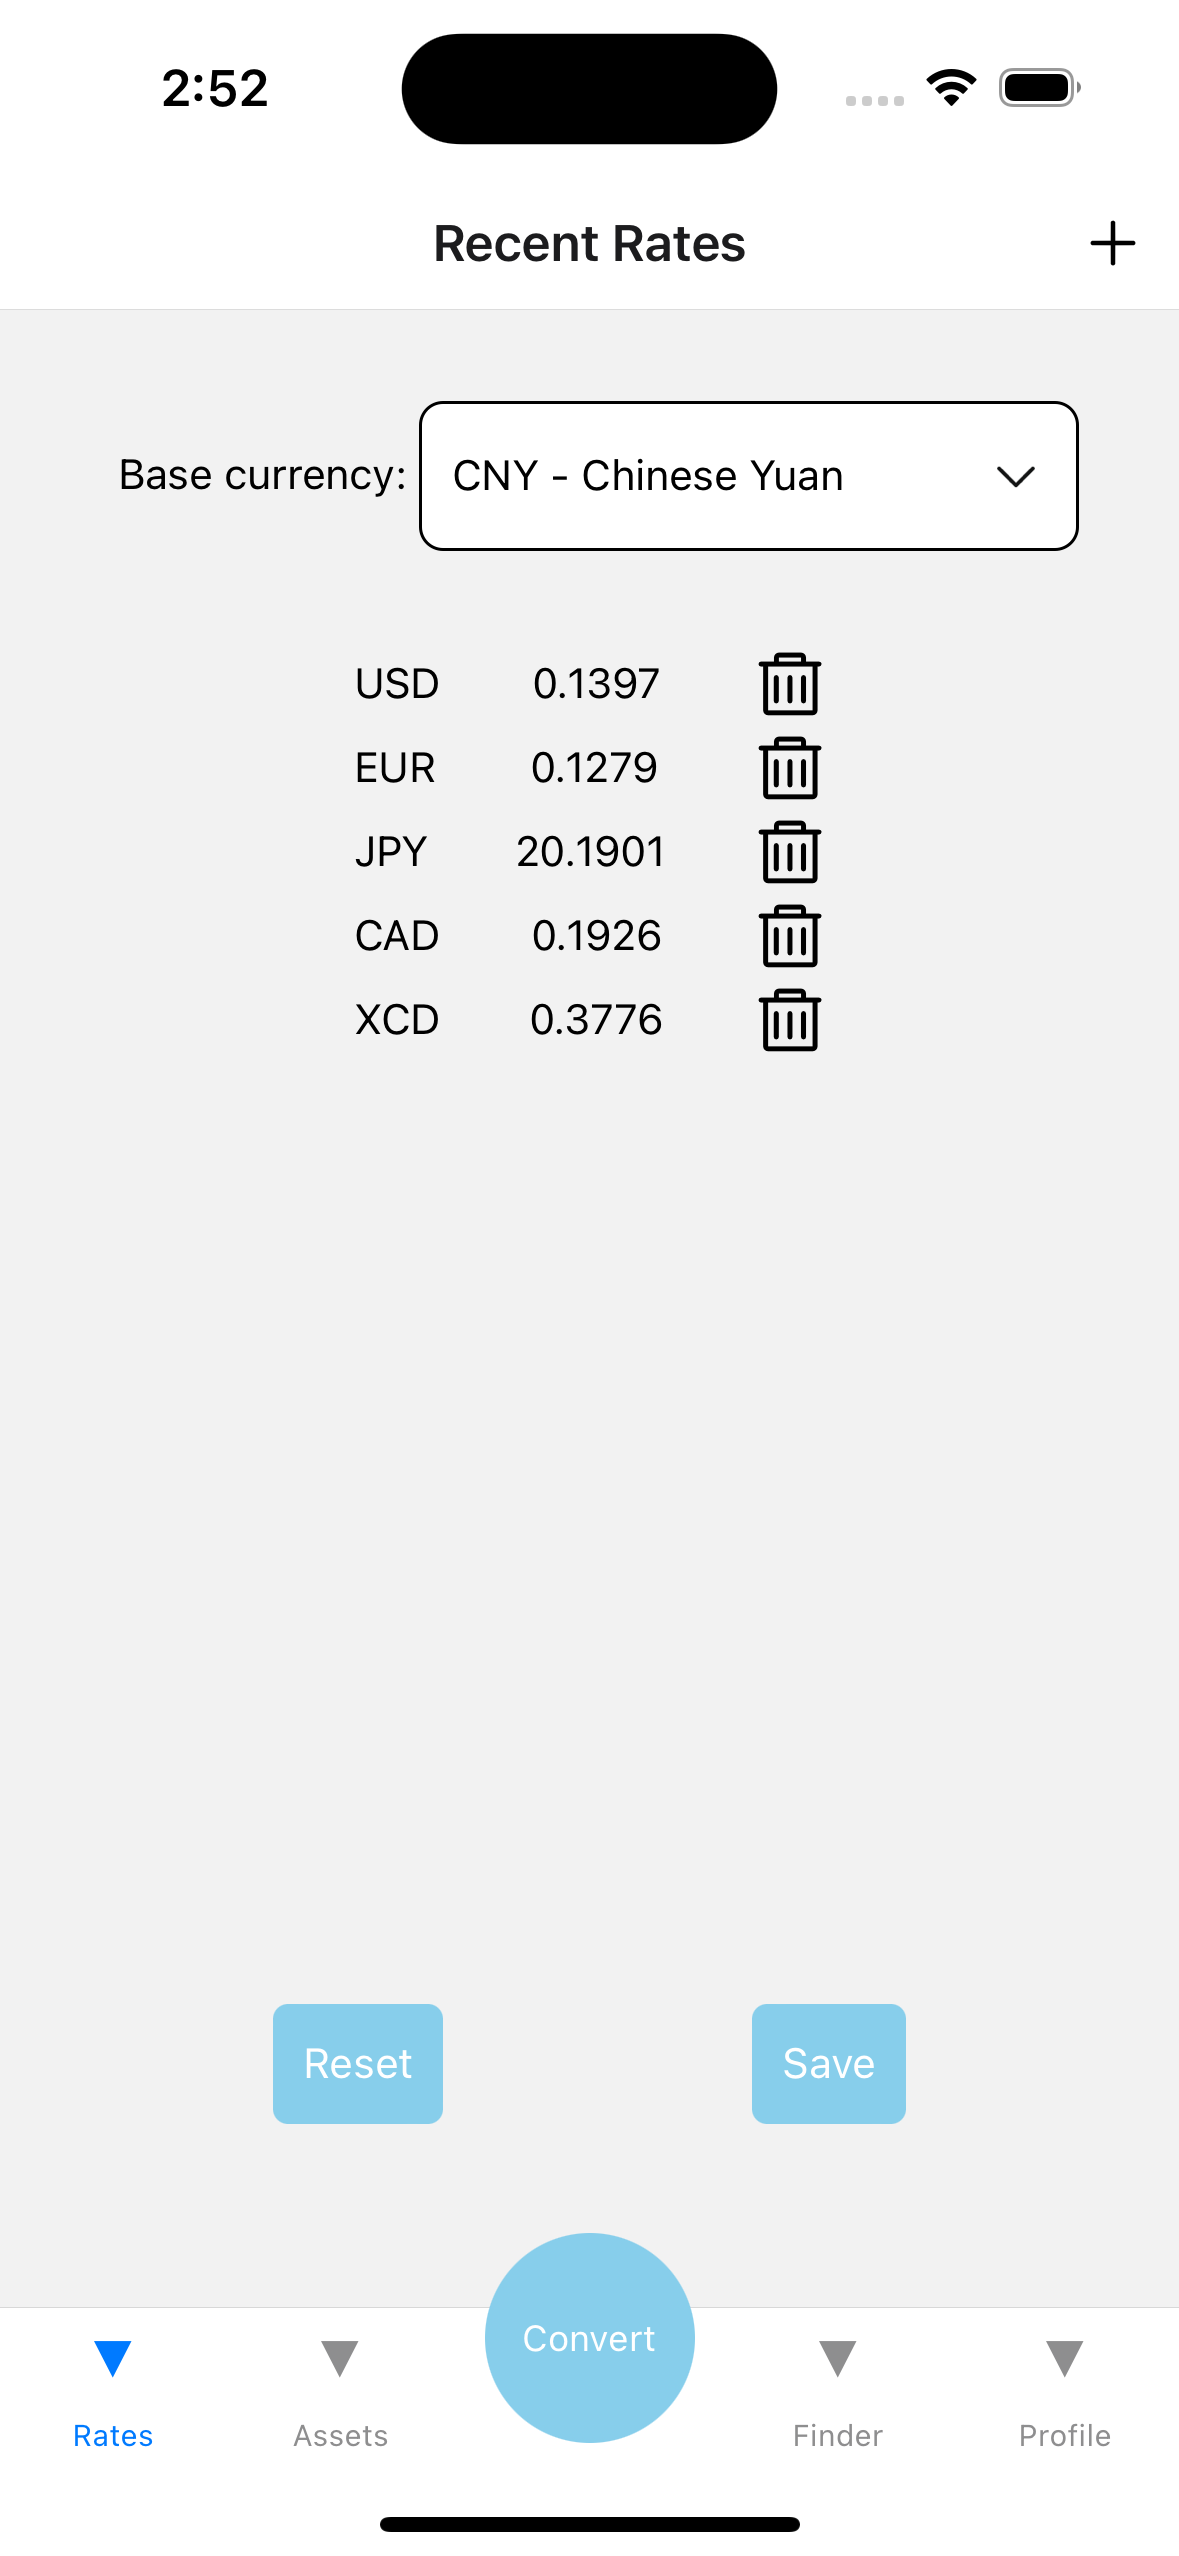 2:52
Recent Rates
Base currency: CNY - Chinese Yuan
USD 0.1397
EUR 0.1279
JPY 20.1901
CAD 0.1926
XCD 0.3776
Reset Save
Convert
Rates Assets Finder Profile